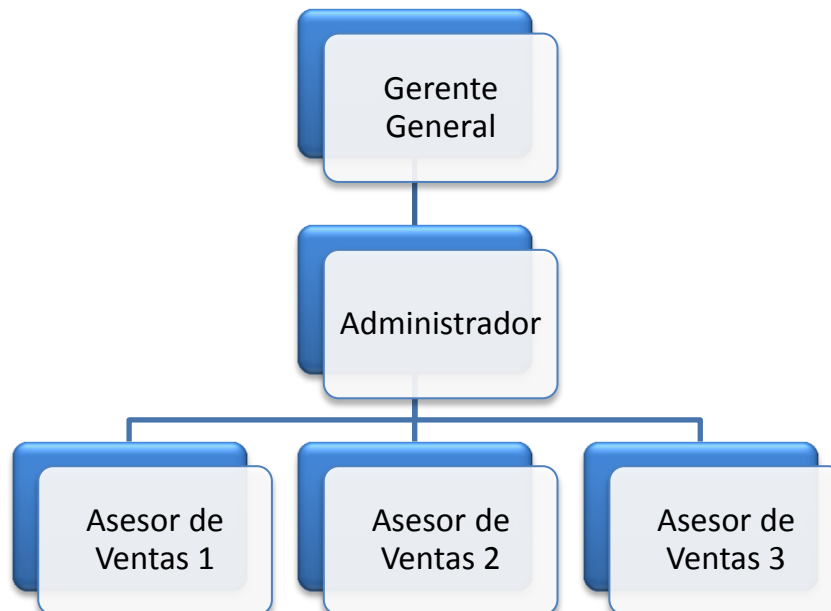 Gerente
General
Administrador
Asesor de
Ventas 1
Asesor de
Ventas 2
Asesor de
Ventas 3